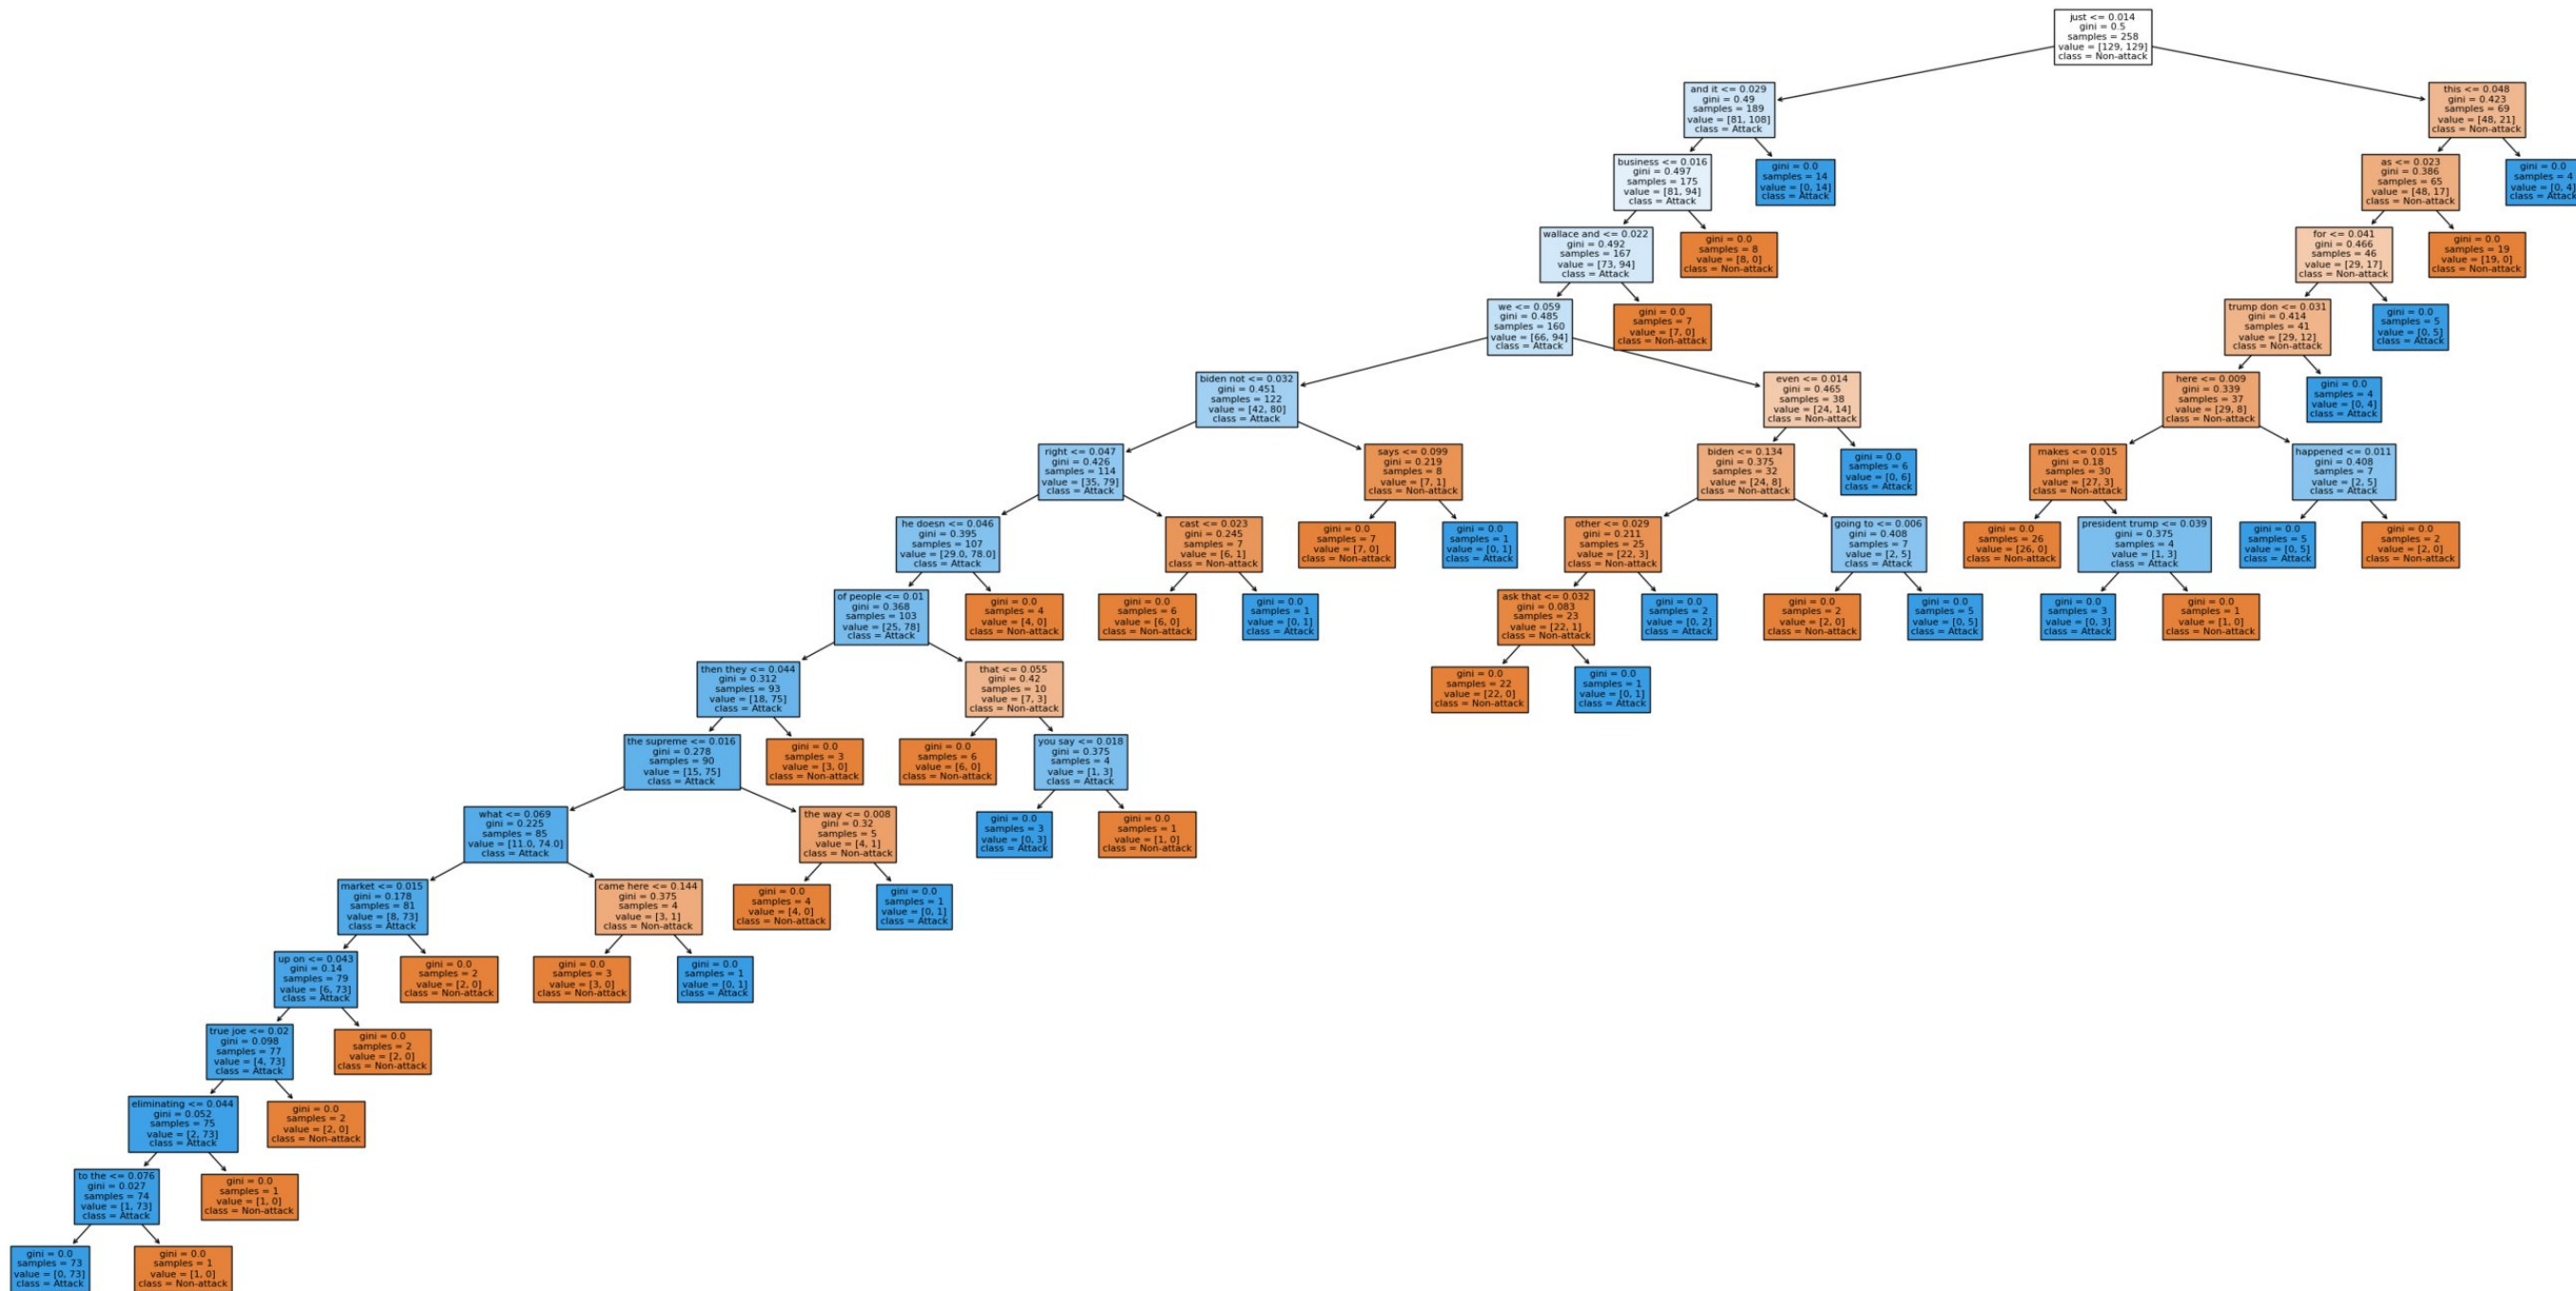 just <= 0.014
gini = 0.5
samples = 258
value = [129, 129]
class = Non-attack
and it <= 0.029
gini = 0.49
samples = 189
value = [81, 108]
class = Attack
this <= 0.048
gini = 0.423
samples = 69
value = [48, 21]
class = Non-attack
business <= 0.016
gini = 0.497
samples = 175
value = [81, 94]
class = Attack
gini = 0.0
samples = 14
value = [0, 14]
class = Attack
as <= 0.023
gini = 0.386
samples = 65
value = [48, 17]
class = Non-attack
gini = 0.0
samples = 4
value = [0, 4]
class = Attack
wallace and <= 0.022
gini = 0.492
samples = 167
value = [73, 94]
class = Attack
gini = 0.0
samples = 8
value = [8, 0]
class = Non-attack
for <= 0.041
gini = 0.466
samples = 46
value = [29, 17]
class = Non-attack
gini = 0.0
samples = 19
value = [19, 0]
class = Non-attack
we <= 0.059
gini = 0.485
samples = 160
value = [66, 94]
class = Attack
gini = 0.0
samples = 7
value = [7, 0]
class = Non-attack
trump don <= 0.031
gini = 0.414
samples = 41
value = [29, 12]
class = Non-attack
gini = 0.0
samples = 5
value = [0, 5]
class = Attack
biden not <= 0.032
gini = 0.451
samples = 122
value = [42, 80]
class = Attack
even <= 0.014
gini = 0.465
samples = 38
value = [24, 14]
class = Non-attack
here <= 0.009
gini = 0.339
samples = 37
value = [29, 8]
class = Non-attack
gini = 0.0
samples = 4
value = [0, 4]
class = Attack
right <= 0.047
gini = 0.426
samples = 114
value = [35, 79]
class = Attack
says <= 0.099
gini = 0.219
samples = 8
value = [7, 1]
class = Non-attack
biden <= 0.134
gini = 0.375
samples = 32
value = [24, 8]
class = Non-attack
gini = 0.0
samples = 6
value = [0, 6]
class = Attack
makes <= 0.015
gini = 0.18
samples = 30
value = [27, 3]
class = Non-attack
happened <= 0.011
gini = 0.408
samples = 7
value = [2, 5]
class = Attack
he doesn <= 0.046
gini = 0.395
samples = 107
value = [29.0, 78.0]
class = Attack
cast <= 0.023
gini = 0.245
samples = 7
value = [6, 1]
class = Non-attack
gini = 0.0
samples = 7
value = [7, 0]
class = Non-attack
gini = 0.0
samples = 1
value = [0, 1]
class = Attack
other <= 0.029
gini = 0.211
samples = 25
value = [22, 3]
class = Non-attack
going to <= 0.006
gini = 0.408
samples = 7
value = [2, 5]
class = Attack
gini = 0.0
samples = 26
value = [26, 0]
class = Non-attack
president trump <= 0.039
gini = 0.375
samples = 4
value = [1, 3]
class = Attack
gini = 0.0
samples = 5
value = [0, 5]
class = Attack
gini = 0.0
samples = 2
value = [2, 0]
class = Non-attack
of people <= 0.01
gini = 0.368
samples = 103
value = [25, 78]
class = Attack
gini = 0.0
samples = 4
value = [4, 0]
class = Non-attack
gini = 0.0
samples = 6
value = [6, 0]
class = Non-attack
gini = 0.0
samples = 1
value = [0, 1]
class = Attack
ask that <= 0.032
gini = 0.083
samples = 23
value = [22, 1]
class = Non-attack
gini = 0.0
samples = 2
value = [0, 2]
class = Attack
gini = 0.0
samples = 2
value = [2, 0]
class = Non-attack
gini = 0.0
samples = 5
value = [0, 5]
class = Attack
gini = 0.0
samples = 3
value = [0, 3]
class = Attack
gini = 0.0
samples = 1
value = [1, 0]
class = Non-attack
then they <= 0.044
gini = 0.312
samples = 93
value = [18, 75]
class = Attack
that <= 0.055
gini = 0.42
samples = 10
value = [7, 3]
class = Non-attack
gini = 0.0
samples = 22
value = [22, 0]
class = Non-attack
gini = 0.0
samples = 1
value = [0, 1]
class = Attack
the supreme <= 0.016
gini = 0.278
samples = 90
value = [15, 75]
class = Attack
gini = 0.0
samples = 3
value = [3, 0]
class = Non-attack
gini = 0.0
samples = 6
value = [6, 0]
class = Non-attack
you say <= 0.018
gini = 0.375
samples = 4
value = [1, 3]
class = Attack
what <= 0.069
gini = 0.225
samples = 85
value = [11.0, 74.0]
class = Attack
the way <= 0.008
gini = 0.32
samples = 5
value = [4, 1]
class = Non-attack
gini = 0.0
samples = 3
value = [0, 3]
class = Attack
gini = 0.0
samples = 1
value = [1, 0]
class = Non-attack
market <= 0.015
gini = 0.178
samples = 81
value = [8, 73]
class = Attack
came here <= 0.144
gini = 0.375
samples = 4
value = [3, 1]
class = Non-attack
gini = 0.0
samples = 4
value = [4, 0]
class = Non-attack
gini = 0.0
samples = 1
value = [0, 1]
class = Attack
up on <= 0.043
gini = 0.14
samples = 79
value = [6, 73]
class = Attack
gini = 0.0
samples = 2
value = [2, 0]
class = Non-attack
gini = 0.0
samples = 3
value = [3, 0]
class = Non-attack
gini = 0.0
samples = 1
value = [0, 1]
class = Attack
true joe <= 0.02
gini = 0.098
samples = 77
value = [4, 73]
class = Attack
gini = 0.0
samples = 2
value = [2, 0]
class = Non-attack
eliminating <= 0.044
gini = 0.052
samples = 75
value = [2, 73]
class = Attack
gini = 0.0
samples = 2
value = [2, 0]
class = Non-attack
to the <= 0.076
gini = 0.027
samples = 74
value = [1, 73]
class = Attack
gini = 0.0
samples = 1
value = [1, 0]
class = Non-attack
gini = 0.0
samples = 73
value = [0, 73]
class = Attack
gini = 0.0
samples = 1
value = [1, 0]
class = Non-attack